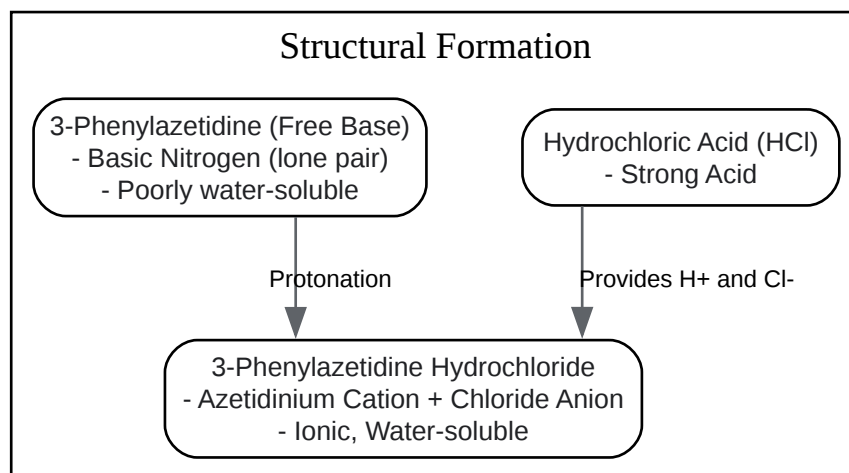 Structural Formation
3-Phenylazetidine (Free Base)
- Basic Nitrogen (lone pair)
- Poorly water-soluble
Hydrochloric Acid (HCl)
- Strong Acid
Protonation
Provides H+ and Cl-
3-Phenylazetidine Hydrochloride
- Azetidinium Cation + Chloride Anion
- Ionic, Water-soluble